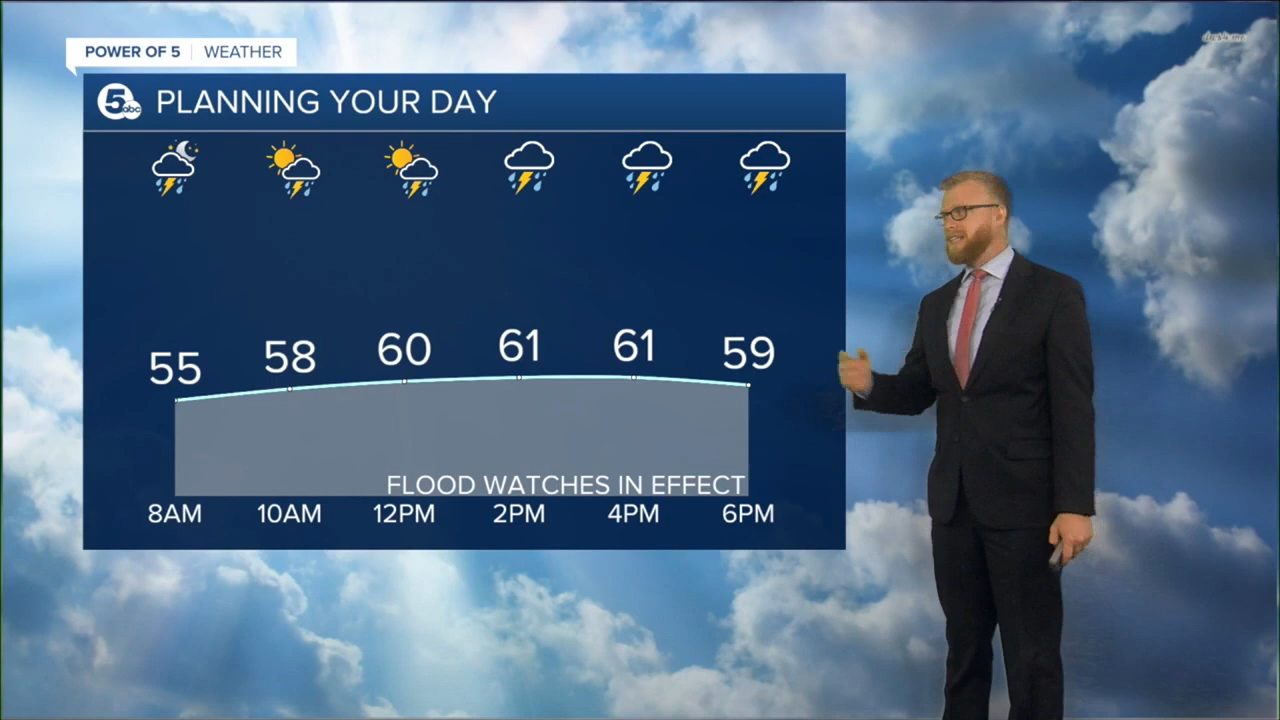 POWER OF 5 | WEATHER
5 abc PLANNING YOUR DAY
55 58 60 61 61 59
FLOOD WATCHES IN EFFECT
8AM 10AM 12PM 2PM 4PM 6PM